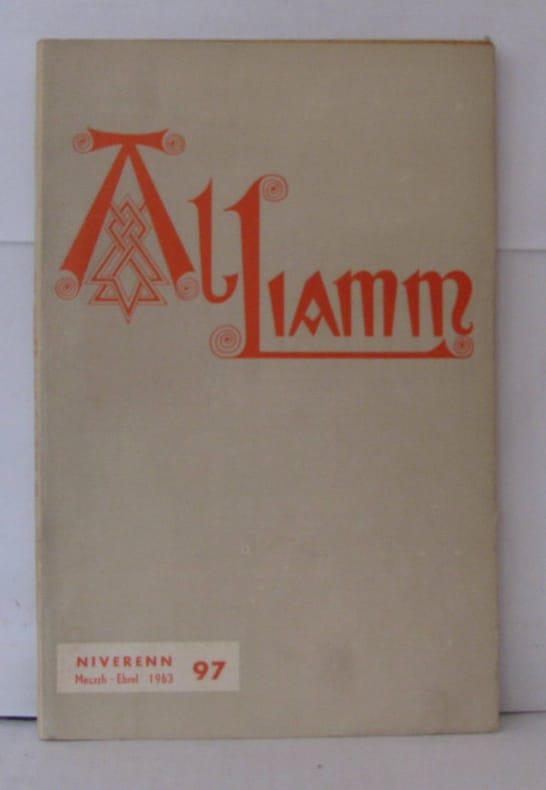 Al Liamm
NIVERENN 97
Meurzh - Ebrel 1963